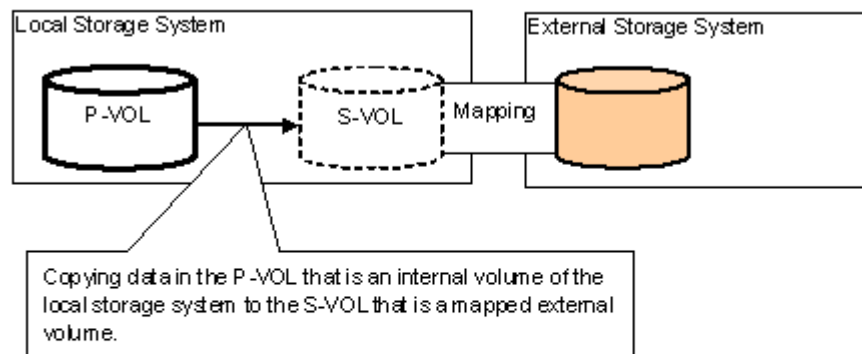 Local Storage System
External Storage System
P-VOL
S-VOL
Mapping
Copying data in the P-VOL that is an internal volume of the
local storage system to the S-VOL that is a mapped external
volume.